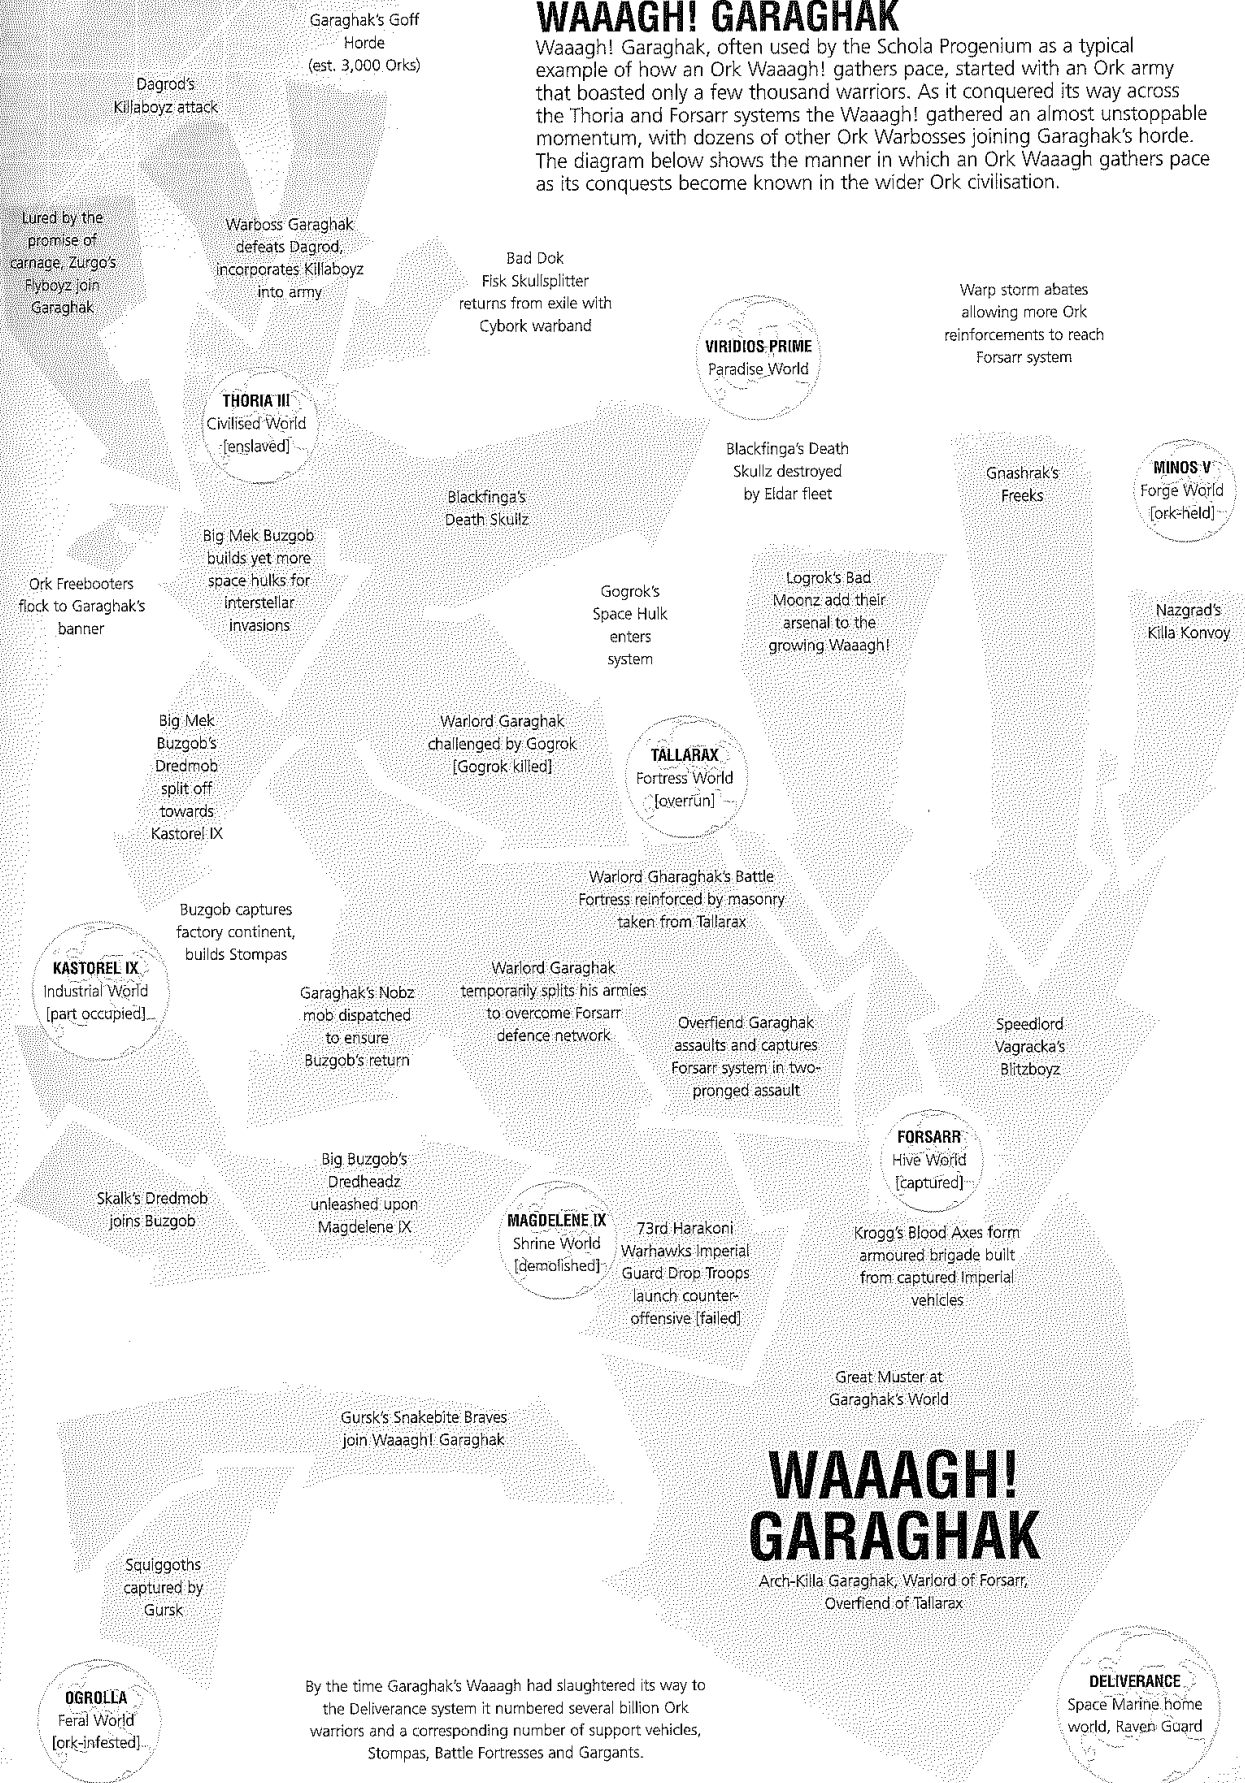 WAAAGH! GARAGHAK
Waaagh! Garaghak, often used by the Schola Progenium as a typical
example of how an Ork Waaagh! gathers pace, started with an Ork army
that boasted only a few thousand warriors. As it conquered its way across
the Thoria and Forsarr systems the Waaagh! gathered an almost unstoppable
momentum, with dozens of other Ork Warbosses joining Garaghak's horde.
The diagram below shows the manner in which an Ork Waaagh gathers pace
as its conquests become known in the wider Ork civilisation.
Garaghak's Goff
Horde
(est. 3,000 Orks)
Dagrod's
Killaboyz attack
Lured by the
promise of
carnage, Zurgo's
Flyboyz join
Garaghak
Warboss Garaghak
defeats Dagrod,
incorporates Killaboyz
into army
Bad Dok
Fisk Skullsplitter
returns from exile with
Cybork warband
VIRIDIOS PRIME
Paradise World
Warp storm abates
allowing more Ork
reinforcements to reach
Forsarr system
THORIA III
Civilised World
[enslaved]
Blackfinga's
Death Skullz
Blackfinga's Death
Skullz destroyed
by Eldar fleet
Gnashrak's
Freeks
MINOS V
Forge World
[ork-held]
Big Mek Buzgob
builds yet more
space hulks for
interstellar
invasions
Ork Freebooters
flock to Garaghak's
banner
Gogrok's
Space Hulk
enters
system
Logrok's Bad
Moonz add their
arsenal to the
growing Waaagh!
Nazgrad's
Killa Konvoy
Big Mek
Buzgob's
Dredmob
split off
towards
Kastorel IX
Warlord Garaghak
challenged by Gogrok
[Gogrok killed]
TALLARAX
Fortress World
[overrun]
Warlord Gharaghak's Battle
Fortress reinforced by masonry
taken from Tallarax
Buzgob captures
factory continent,
builds Stompas
KASTOREL IX
Industrial World
[part occupied]
Garaghak's Nobz
mob dispatched
to ensure
Buzgob's return
Warlord Garaghak
temporarily splits his armies
to overcome Forsarr
defence network
Overfiend Garaghak
assaults and captures
Forsarr system in two-
pronged assault
Speedlord
Vagracka's
Blitzboyz
FORSARR
Hive World
[captured]
Skalk's Dredmob
joins Buzgob
Big Buzgob's
Dredheadz
unleashed upon
Magdelene IX
MAGDELENE IX
Shrine World
[demolished]
73rd Harakoni
Warhawks Imperial
Guard Drop Troops
launch counter-
offensive [failed]
Krogg's Blood Axes form
armoured brigade built
from captured Imperial
vehicles
Great Muster at
Garaghak's World
Gursk's Snakebite Braves
join Waaagh! Garaghak
WAAAGH!
GARAGHAK
Arch-Killa Garaghak, Warlord of Forsarr,
Overfiend of Tallarax
Squiggoths
captured by
Gursk
OGROLLA
Feral World
[ork-infested]
By the time Garaghak's Waaagh had slaughtered its way to
the Deliverance system it numbered several billion Ork
warriors and a corresponding number of support vehicles,
Stompas, Battle Fortresses and Gargants.
DELIVERANCE
Space Marine home
world, Raven Guard